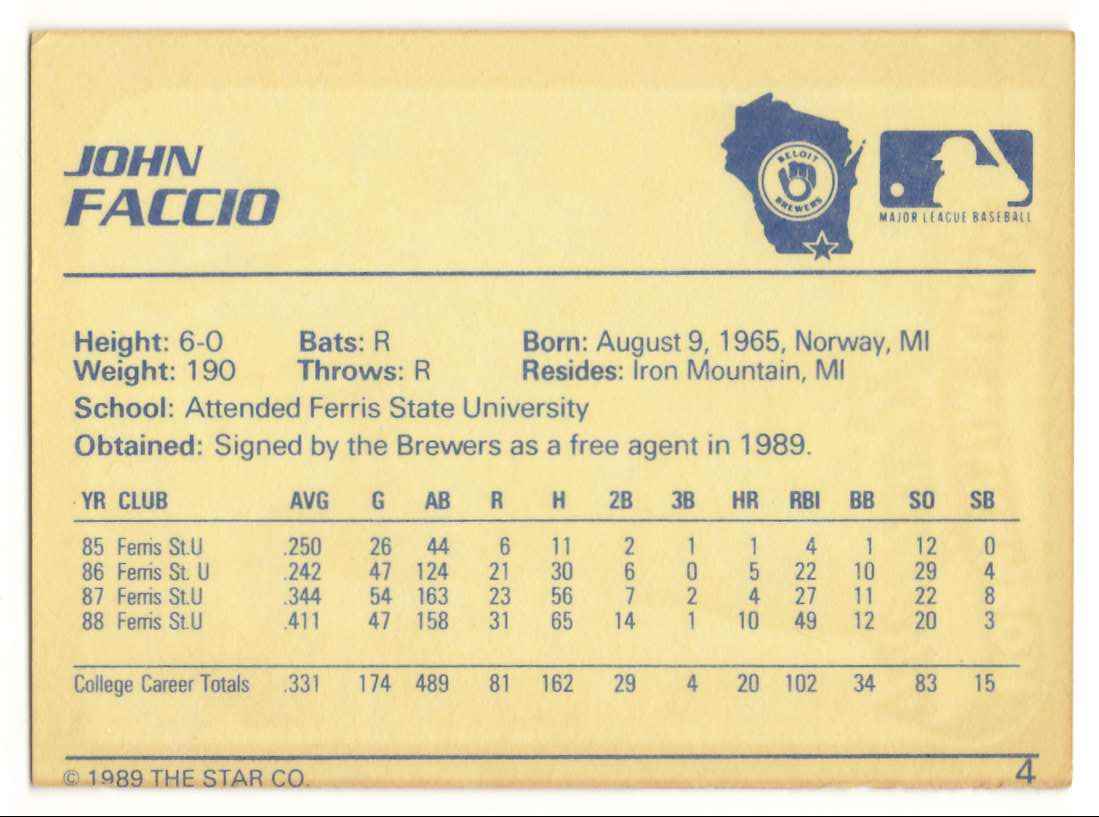 JOHN
FACCIO
BELOIT
BREWERS
MAJOR LEAGUE BASEBALL
Height: 6-0 Bats: R Born: August 9, 1965, Norway, MI
Weight: 190 Throws: R Resides: Iron Mountain, MI
School: Attended Ferris State University
Obtained: Signed by the Brewers as a free agent in 1989.
YR CLUB AVG G AB R H 2B 3B HR RBI BB SO SB
85 Ferris St.U .250 26 44 6 11 2 1 1 4 1 12 0
86 Ferris St. U .242 47 124 21 30 6 0 5 22 10 29 4
87 Ferris St.U .344 54 163 23 56 7 2 4 27 11 22 8
88 Ferris St.U .411 47 158 31 65 14 1 10 49 12 20 3
College Career Totals .331 174 489 81 162 29 4 20 102 34 83 15
© 1989 THE STAR CO. 4